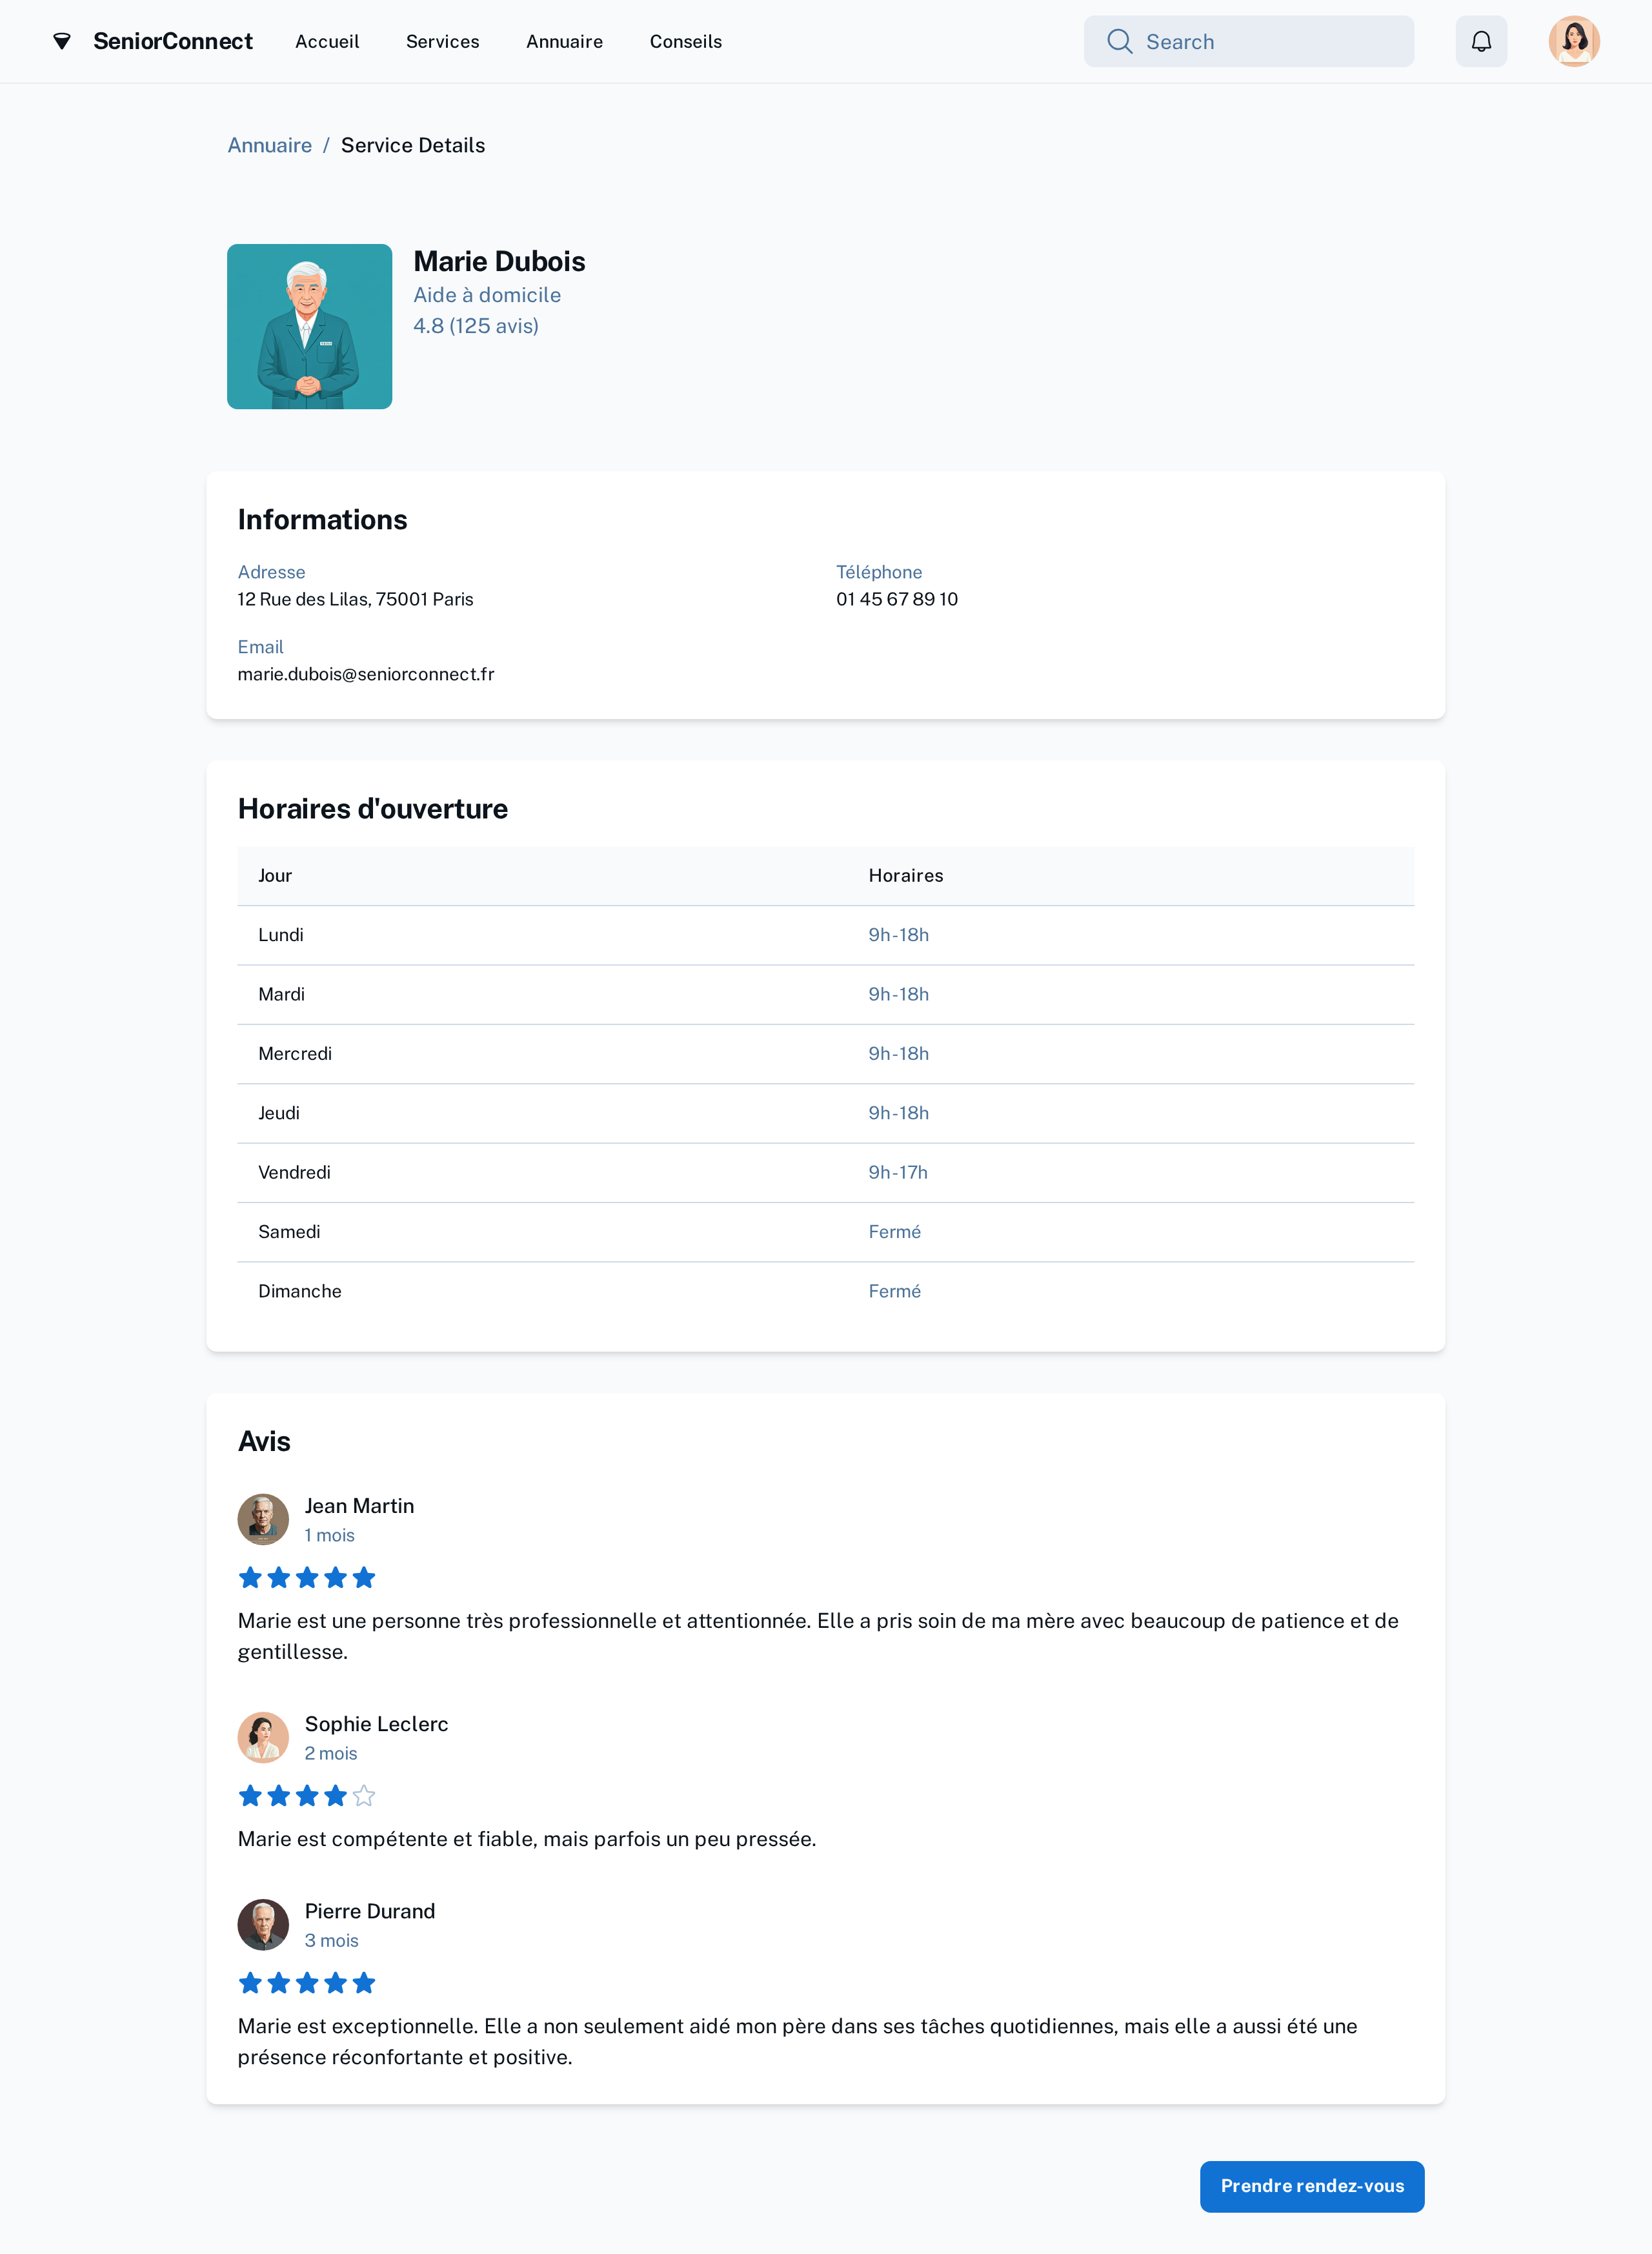 SeniorConnect
Accueil
Services
Annuaire
Conseils
Search
Annuaire / Service Details
Marie Dubois
Aide à domicile
4.8 (125 avis)
Informations
Adresse
12 Rue des Lilas, 75001 Paris
Téléphone
01 45 67 89 10
Email
marie.dubois@seniorconnect.fr
Horaires d'ouverture
Jour Horaires
Lundi 9h-18h
Mardi 9h-18h
Mercredi 9h-18h
Jeudi 9h-18h
Vendredi 9h-17h
Samedi Fermé
Dimanche Fermé
Avis
Jean Martin
1 mois
Marie est une personne très professionnelle et attentionnée. Elle a pris soin de ma mère avec beaucoup de patience et de
gentillesse.
Sophie Leclerc
2 mois
Marie est compétente et fiable, mais parfois un peu pressée.
Pierre Durand
3 mois
Marie est exceptionnelle. Elle a non seulement aidé mon père dans ses tâches quotidiennes, mais elle a aussi été une
présence réconfortante et positive.
Prendre rendez-vous